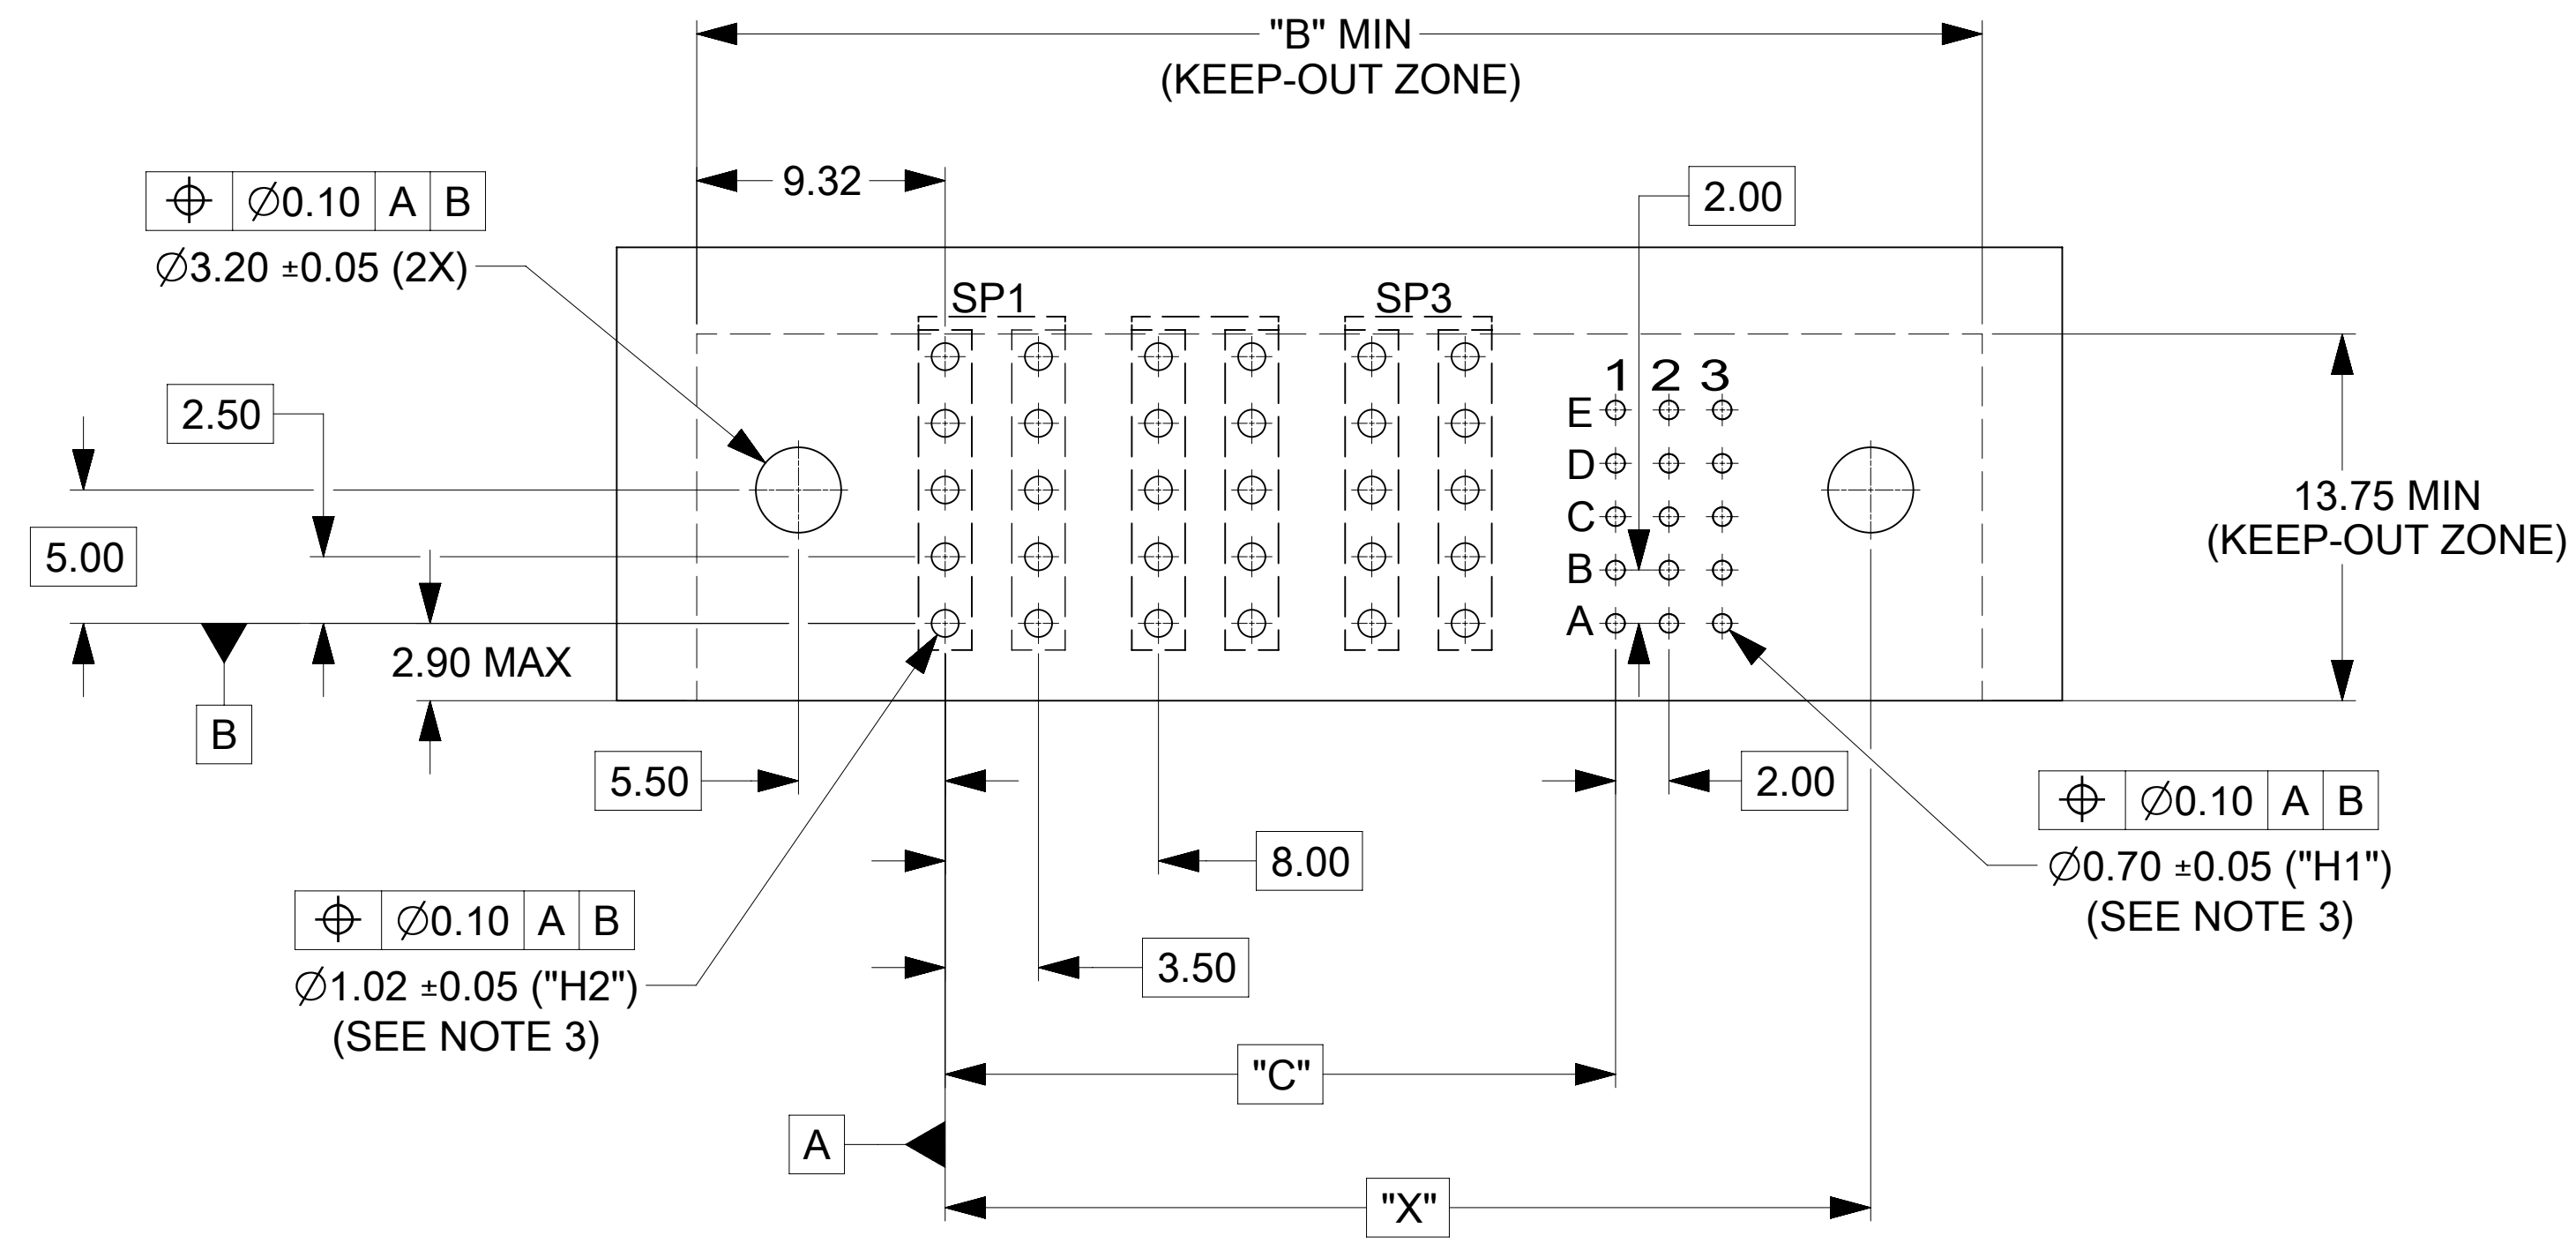 "B" MIN
(KEEP-OUT ZONE)
9.32
⌖ ∅0.10 A B
∅3.20 ±0.05 (2X)
2.00
SP1
SP3
1 2 3
2.50
E
D
C
B
A
13.75 MIN
(KEEP-OUT ZONE)
5.00
2.90 MAX
B
5.50
2.00
⌖ ∅0.10 A B
∅0.70 ±0.05 ("H1")
(SEE NOTE 3)
8.00
⌖ ∅0.10 A B
∅1.02 ±0.05 ("H2")
(SEE NOTE 3)
3.50
"C"
A
"X"